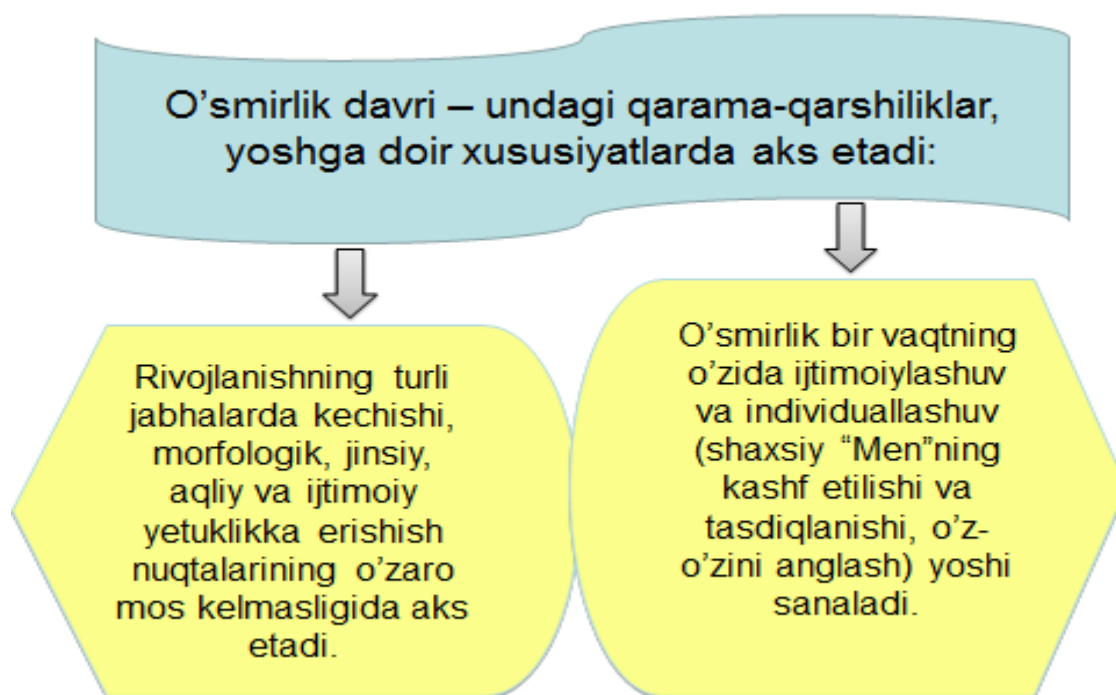 O’smirlik davri – undagi qarama-qarshiliklar,
yoshga doir xususiyatlarda aks etadi:
Rivojlanishning turli
jabhalarda kechishi,
morfologik, jinsiy,
aqliy va ijtimoiy
yetuklikka erishish
nuqtalarining o’zaro
mos kelmasligida aks
etadi.
O’smirlik bir vaqtning
o’zida ijtimoiylashuv
va individuallashuv
(shaxsiy “Men”ning
kashf etilishi va
tasdiqlanishi, o’z-
o’zini anglash) yoshi
sanaladi.